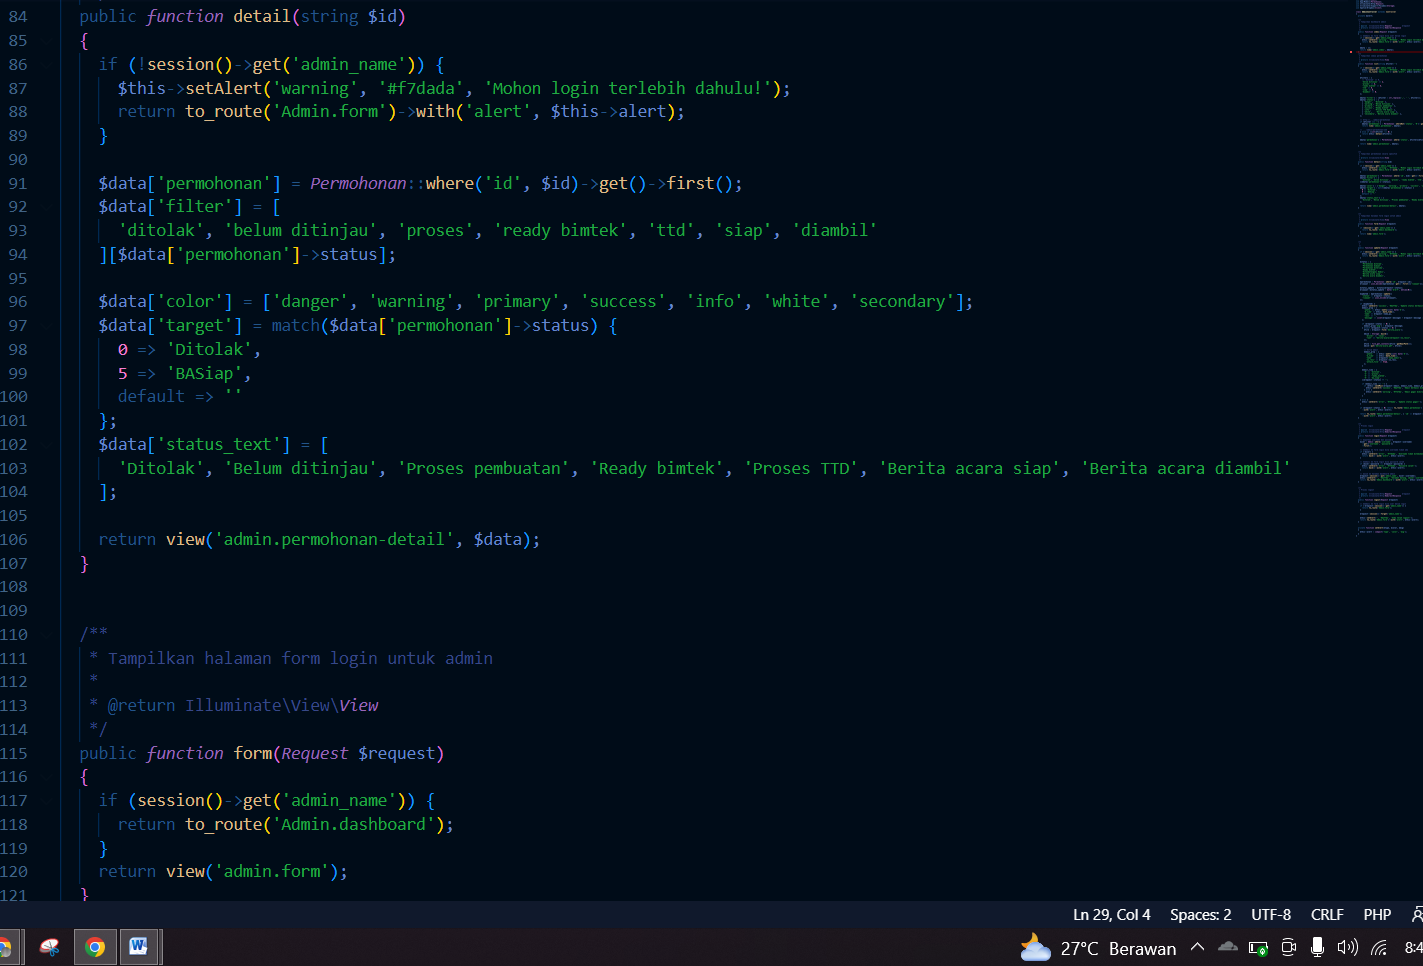 84 public function detail(string $id)
85 {
86 if (!session()->get('admin_name')) {
87 $this->setAlert('warning', '#f7dada', 'Mohon login terlebih dahulu!');
88 return to_route('Admin.form')->with('alert', $this->alert);
89 }
90
91 $data['permohonan'] = Permohonan::where('id', $id)->get()->first();
92 $data['filter'] = [
93 'ditolak', 'belum ditinjau', 'proses', 'ready bimtek', 'ttd', 'siap', 'diambil'
94 ][$data['permohonan']->status];
95
96 $data['color'] = ['danger', 'warning', 'primary', 'success', 'info', 'white', 'secondary'];
97 $data['target'] = match($data['permohonan']->status) {
98 0 => 'Ditolak',
99 5 => 'BASiap',
100 default => ''
101 };
102 $data['status_text'] = [
103 'Ditolak', 'Belum ditinjau', 'Proses pembuatan', 'Ready bimtek', 'Proses TTD', 'Berita acara siap', 'Berita acara diambil'
104 ];
105
106 return view('admin.permohonan-detail', $data);
107 }
108
109
110 /**
111 * Tampilkan halaman form login untuk admin
112 *
113 * @return Illuminate\View\View
114 */
115 public function form(Request $request)
116 {
117 if (session()->get('admin_name')) {
118 return to_route('Admin.dashboard');
119 }
120 return view('admin.form');
121 }
Ln 29, Col 4 Spaces: 2 UTF-8 CRLF PHP
27°C Berawan 8:4